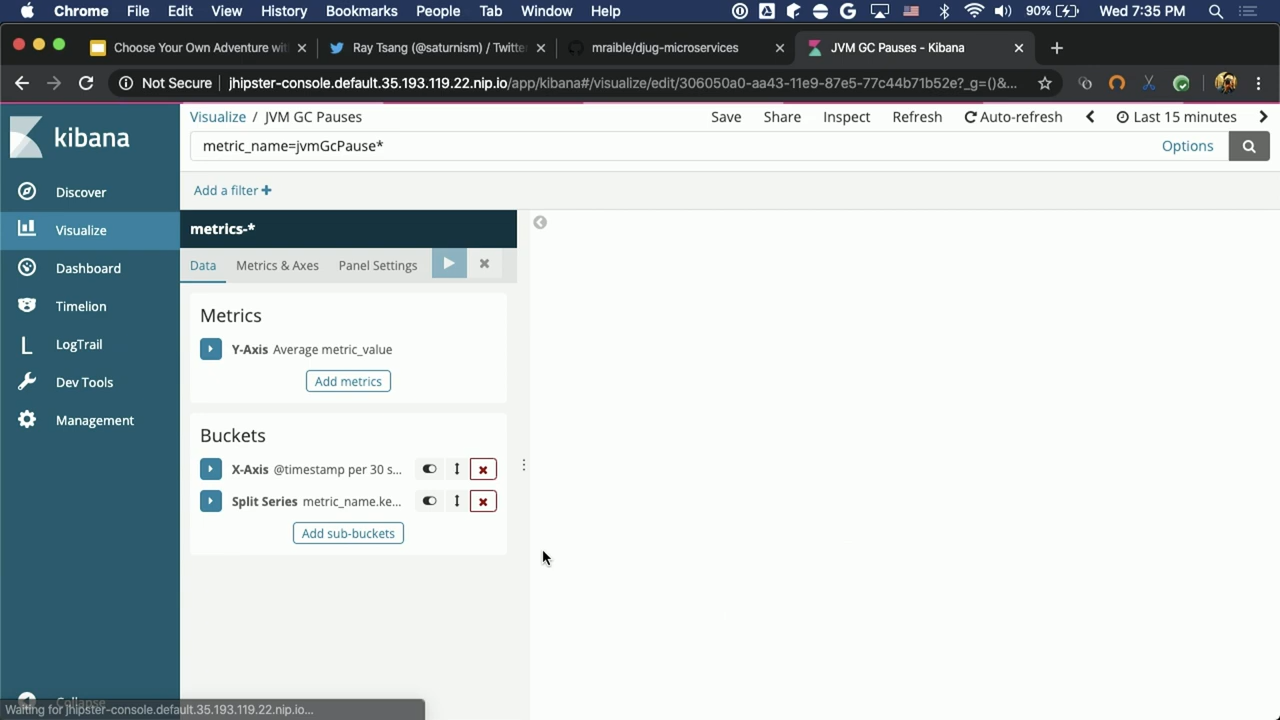 Chrome File Edit View History Bookmarks People Tab Window Help 90% Wed 7:35 PM
Choose Your Own Adventure with Ray Tsang (@saturnism) / Twitte mraible/djug-microservices JVM GC Pauses - Kibana
Not Secure jhipster-console.default.35.193.119.22.nip.io/app/kibana#/visualize/edit/306050a0-aa43-11e9-87e5-77c44b71b52e?_g=()&...
kibana
Visualize / JVM GC Pauses Save Share Inspect Refresh Auto-refresh Last 15 minutes
metric_name=jvmGcPause* Options
Add a filter
Discover
Visualize
Dashboard
Timelion
LogTrail
Dev Tools
Management
Collapse
metrics-*
Data Metrics & Axes Panel Settings
Metrics
Y-Axis Average metric_value
Add metrics
Buckets
X-Axis @timestamp per 30 s...
Split Series metric_name.ke...
Add sub-buckets
Waiting for jhipster-console.default.35.193.119.22.nip.io...